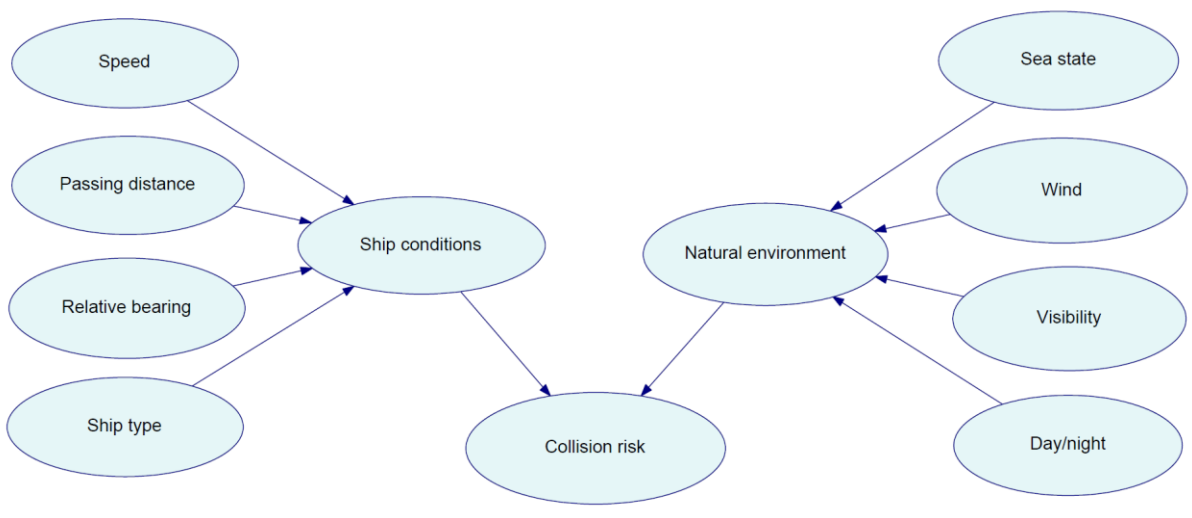 Speed
Sea state
Passing distance
Wind
Ship conditions
Natural environment
Relative bearing
Visibility
Ship type
Day/night
Collision risk